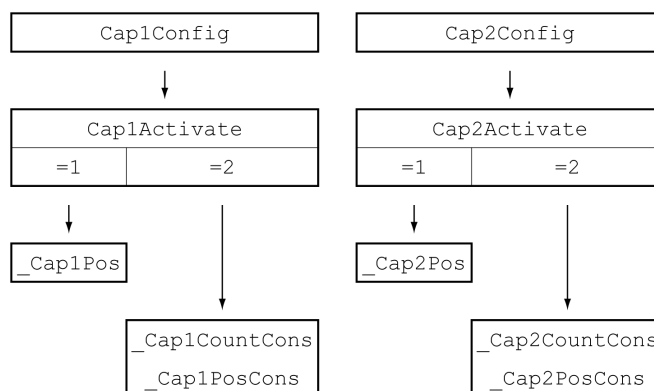 Cap1Config
Cap1Activate
=1 =2
_Cap1Pos
_Cap1CountCons
_Cap1PosCons
Cap2Config
Cap2Activate
=1 =2
_Cap2Pos
_Cap2CountCons
_Cap2PosCons